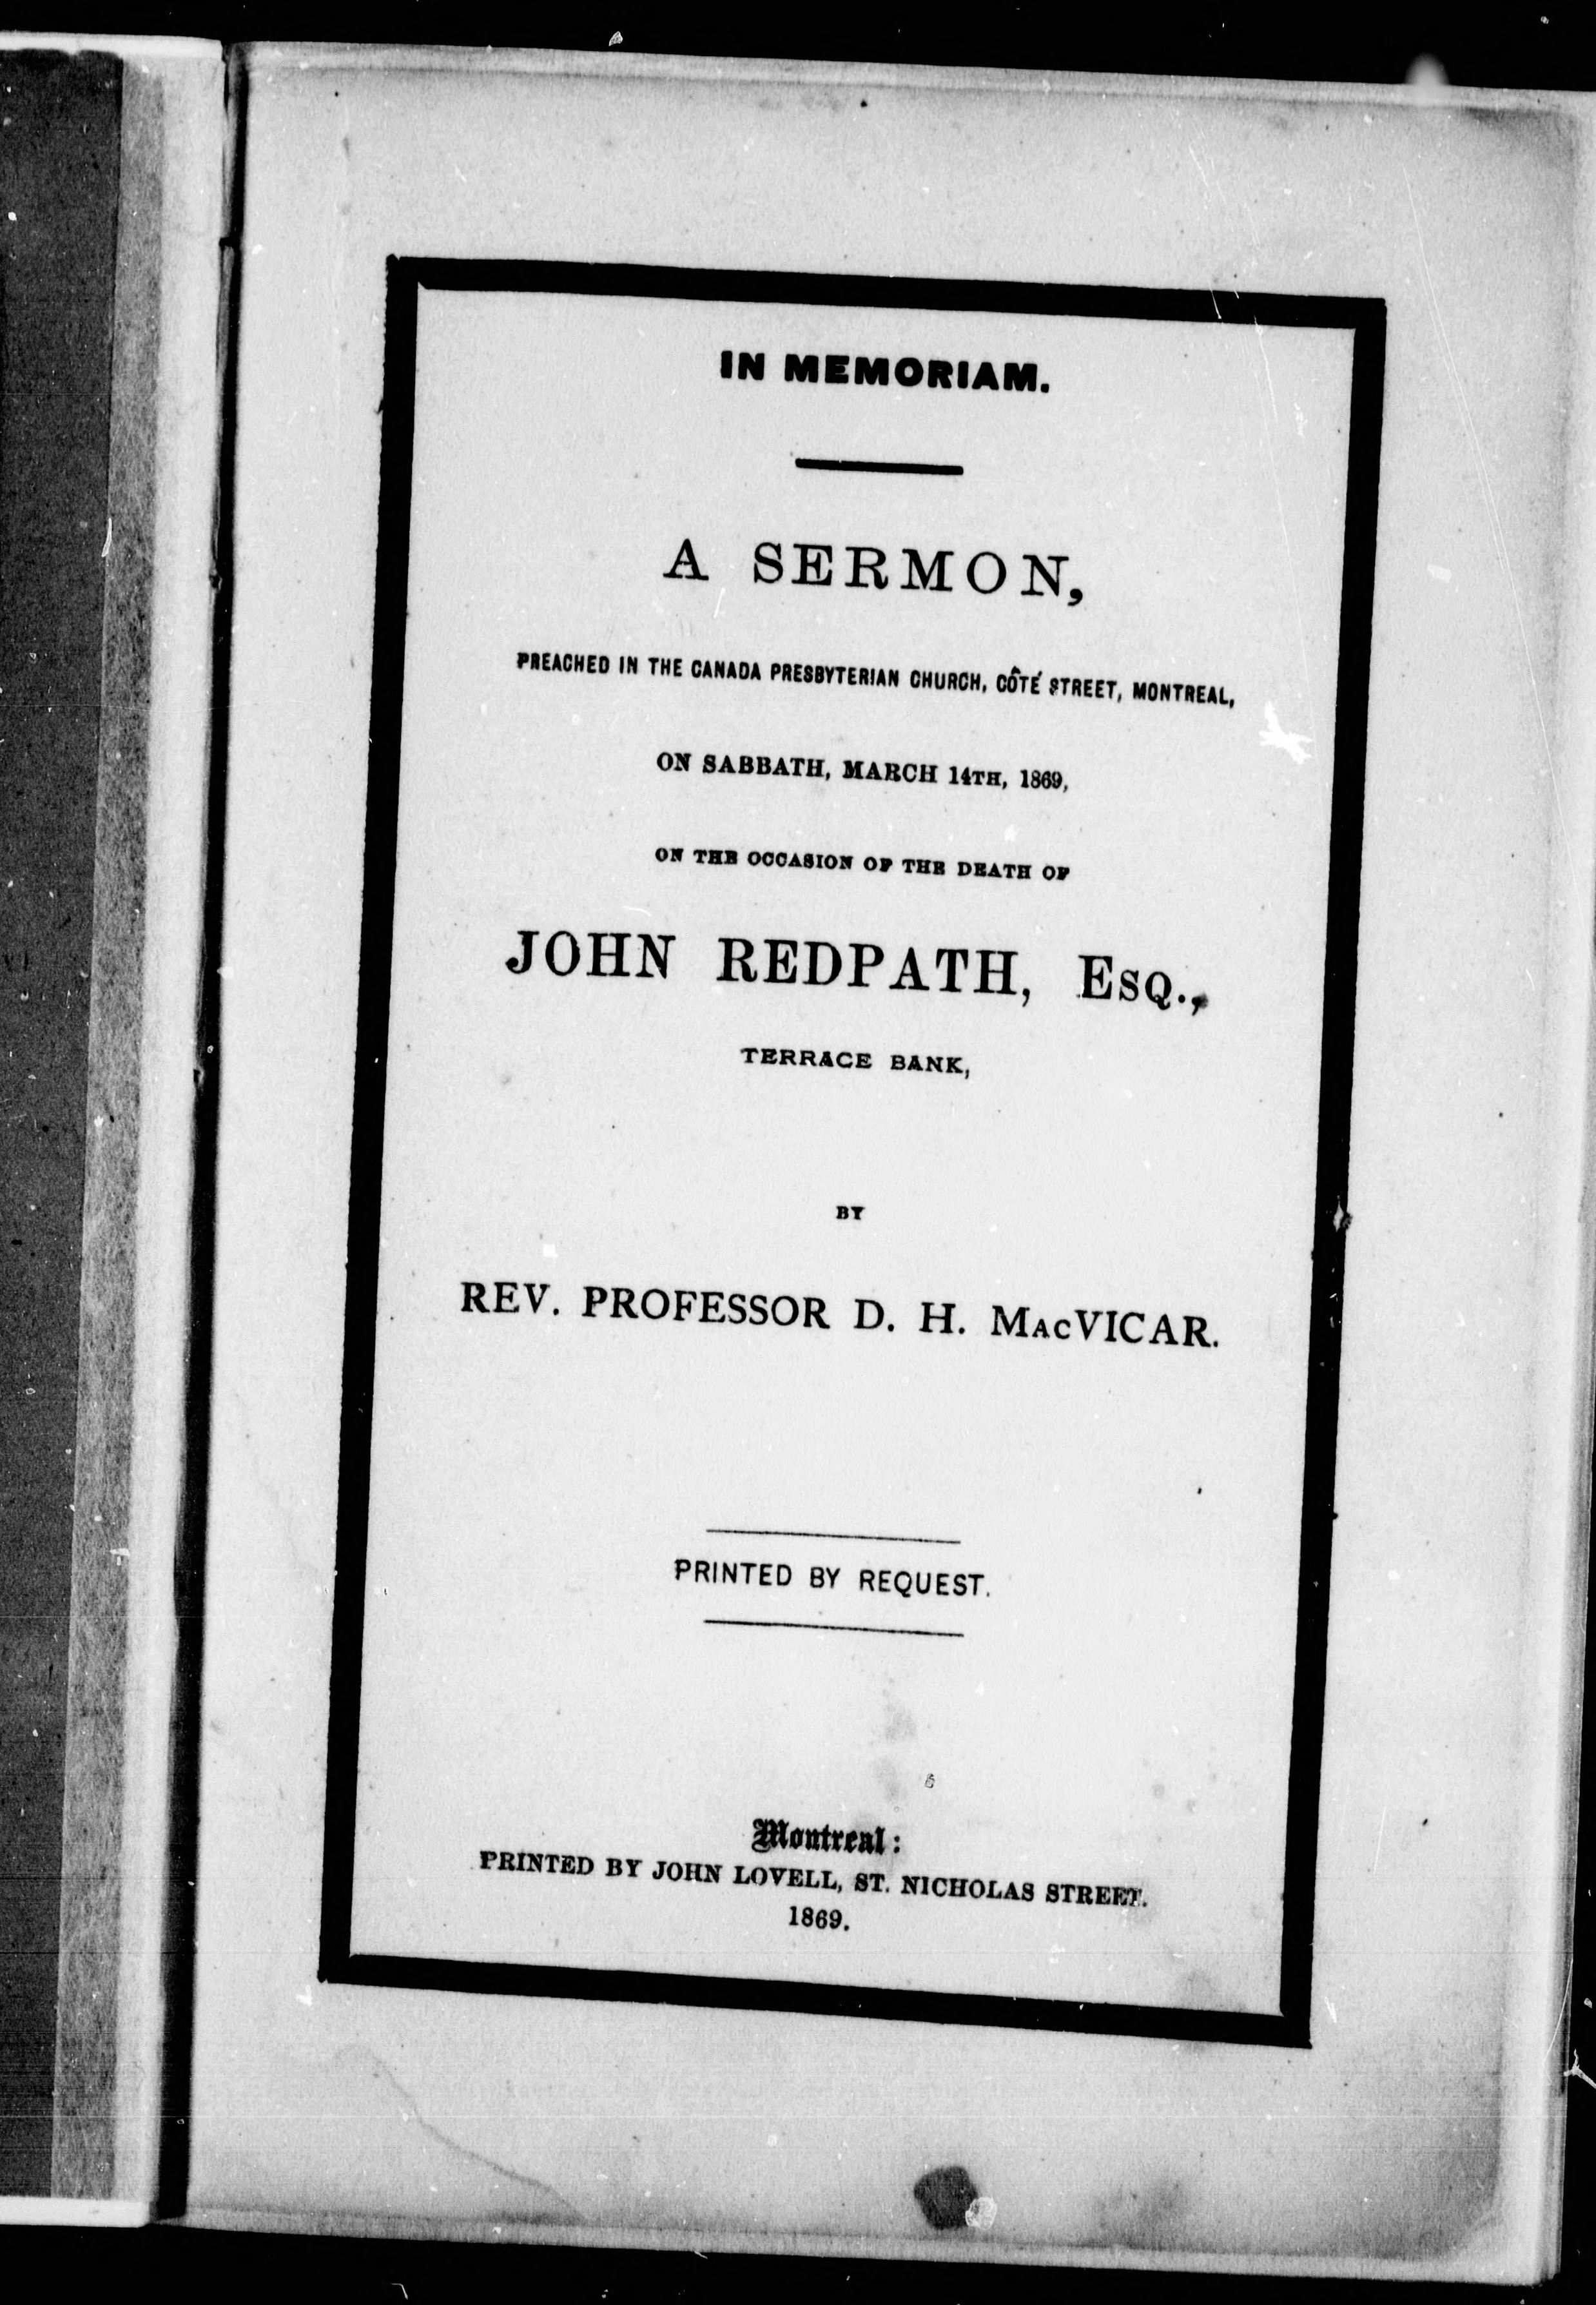 IN MEMORIAM.
A SERMON,
PREACHED IN THE CANADA PRESBYTERIAN CHURCH, CÔTÉ STREET, MONTREAL,
ON SABBATH, MARCH 14TH, 1869,
ON THE OCCASION OF THE DEATH OF
JOHN REDPATH, ESQ.,
TERRACE BANK,
BY
REV. PROFESSOR D. H. MACVICAR.
PRINTED BY REQUEST.
Montreal:
PRINTED BY JOHN LOVELL, ST. NICHOLAS STREET.
1869.